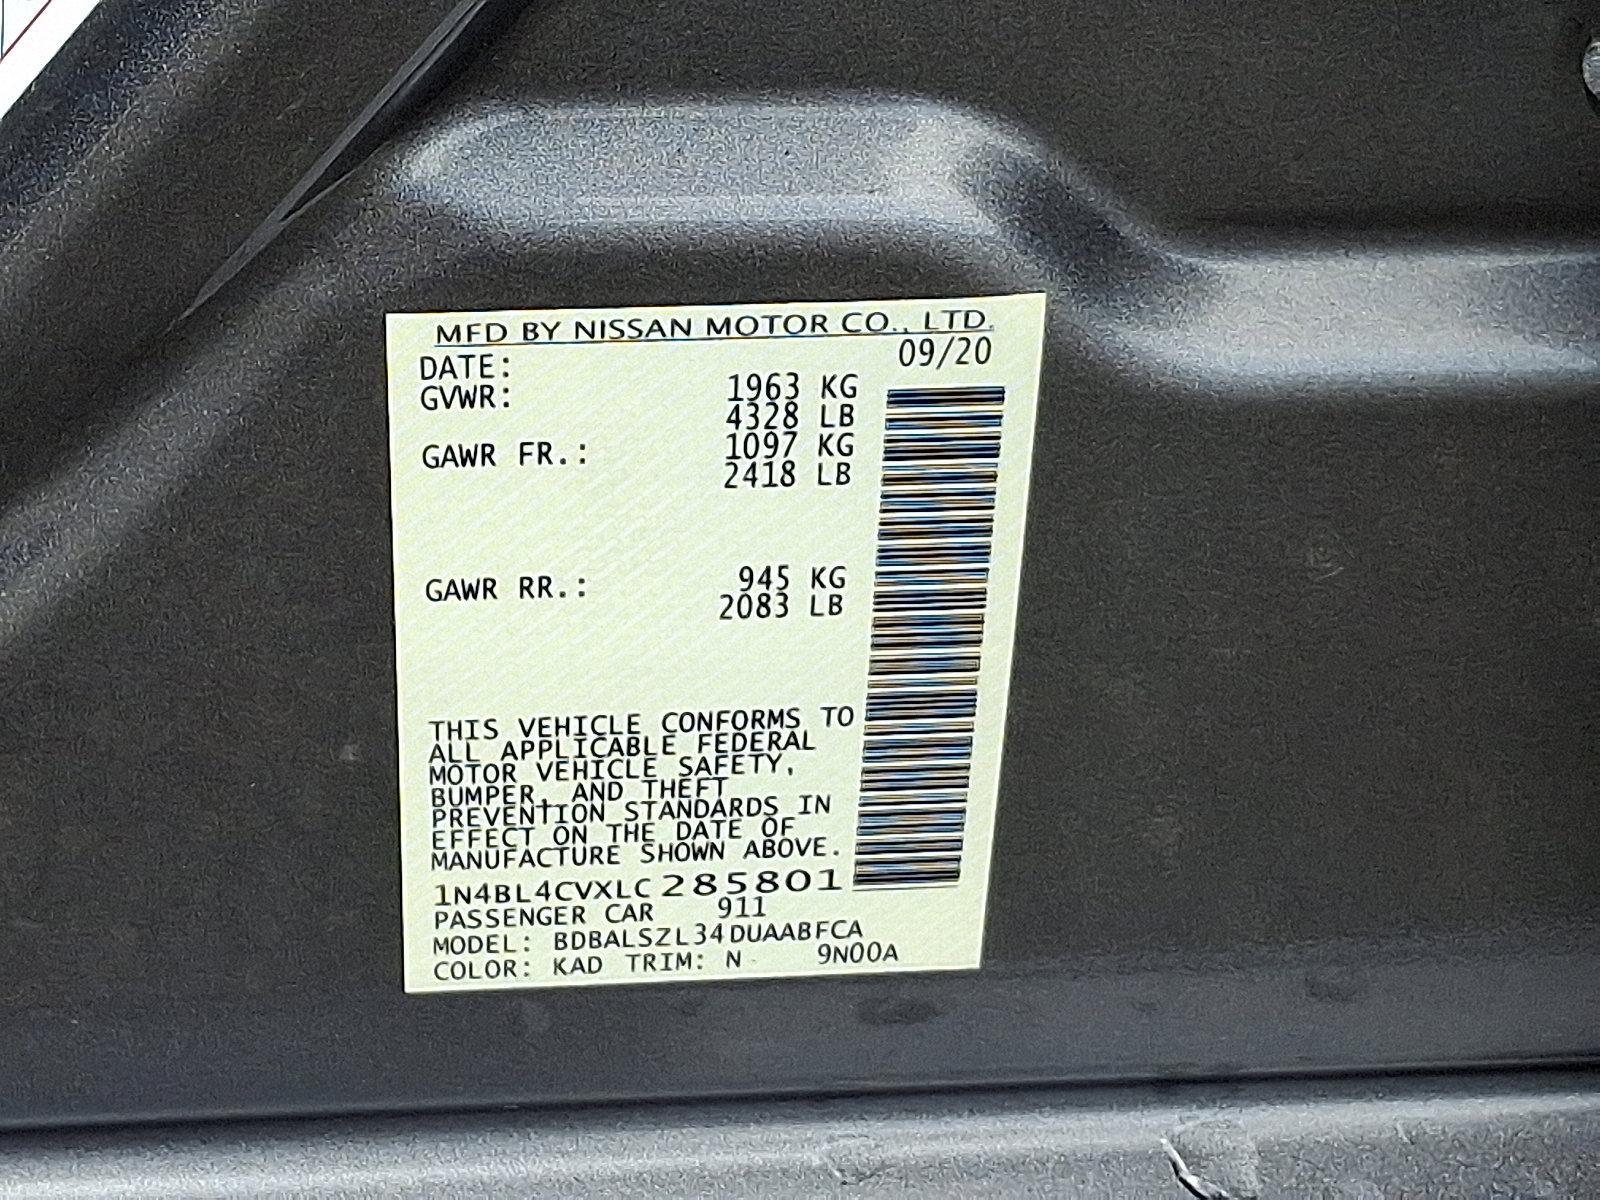 MFD BY NISSAN MOTOR CO., LTD.
DATE: 09/20
GVWR: 1963 KG
4328 LB
GAWR FR.: 1097 KG
2418 LB
GAWR RR.: 945 KG
2083 LB
THIS VEHICLE CONFORMS TO
ALL APPLICABLE FEDERAL
MOTOR VEHICLE SAFETY,
BUMPER, AND THEFT
PREVENTION STANDARDS IN
EFFECT ON THE DATE OF
MANUFACTURE SHOWN ABOVE.
1N4BL4CVXLC285801
PASSENGER CAR 911
MODEL: BDBALSZL34DUAABFCA
COLOR: KAD TRIM: N 9N00A